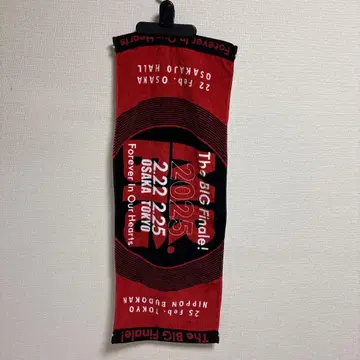 Forever In Our Hearts
22 Feb. OSAKA
OSAKAJO HALL
The BIG Finale!
2025.
2.22 2.25
OSAKA TOKYO
Forever In Our Hearts
25 Feb. TOKYO
NIPPON BUDOKAN
The BIG Finale!